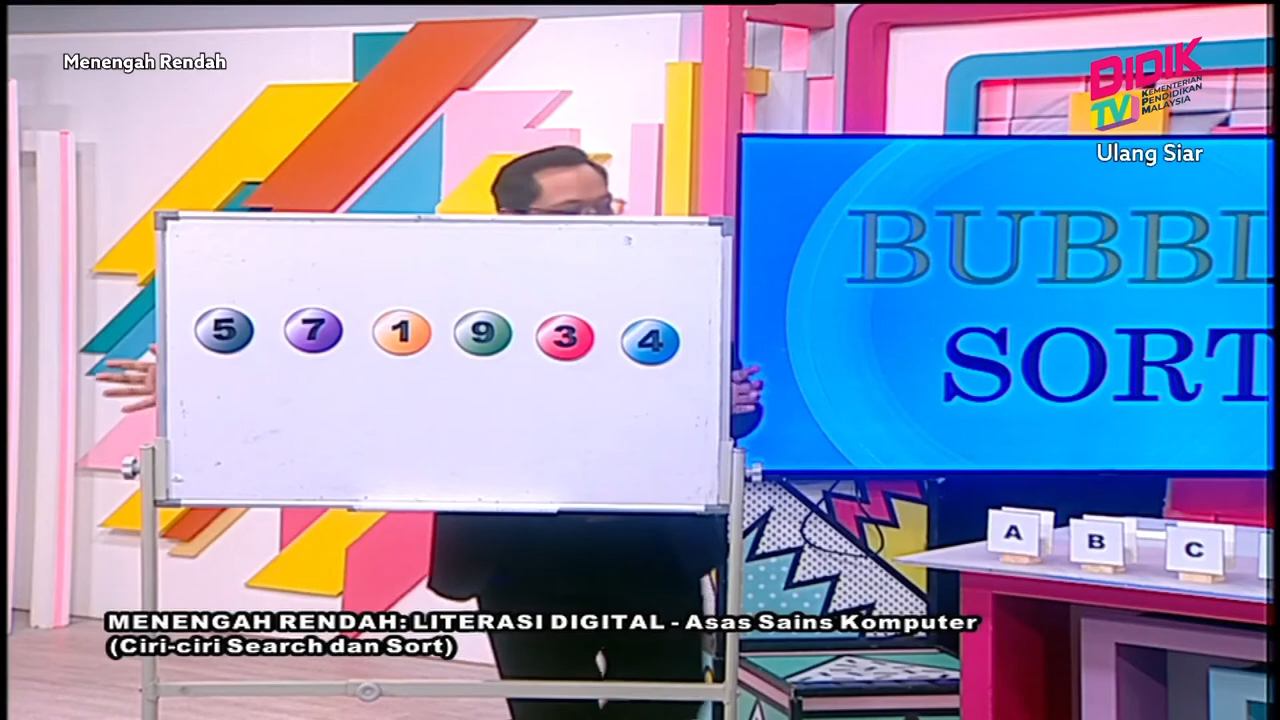 Menengah Rendah
DIDIK
TV
KEMENTERIAN
PENDIDIKAN
MALAYSIA
Ulang Siar
BUBBL
SORT
5 7 1 9 3 4
A B C
MENENGAH RENDAH: LITERASI DIGITAL - Asas Sains Komputer
(Ciri-ciri Search dan Sort)